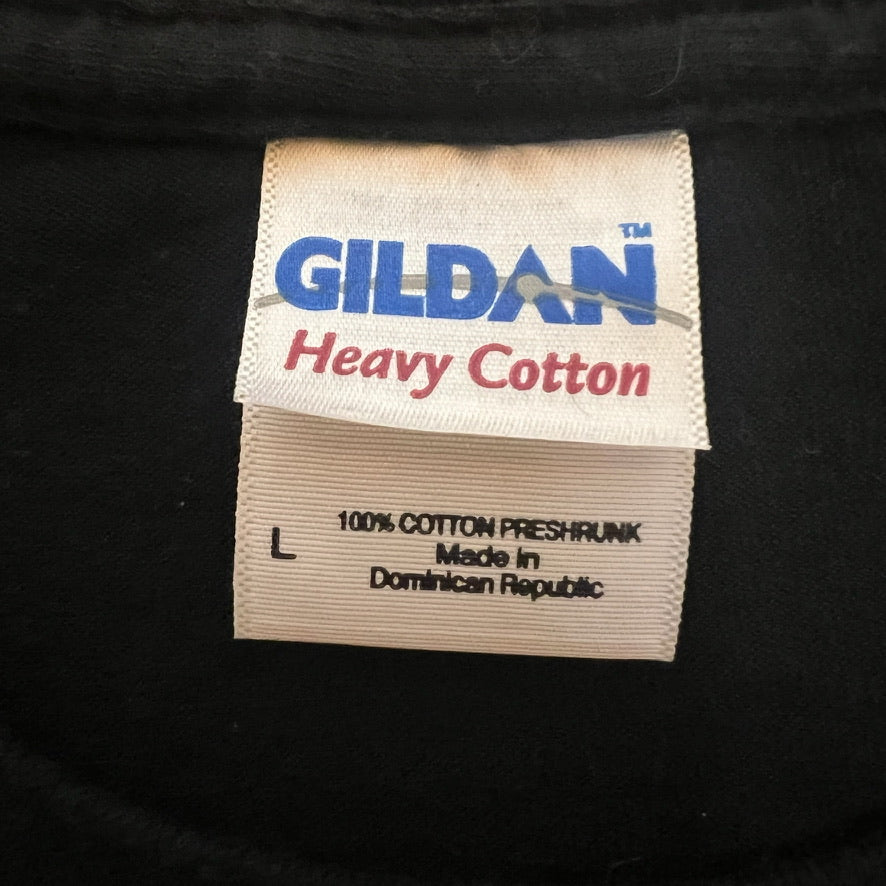 GILDAN™
Heavy Cotton
L
100% COTTON PRESHRUNK
Made in
Dominican Republic